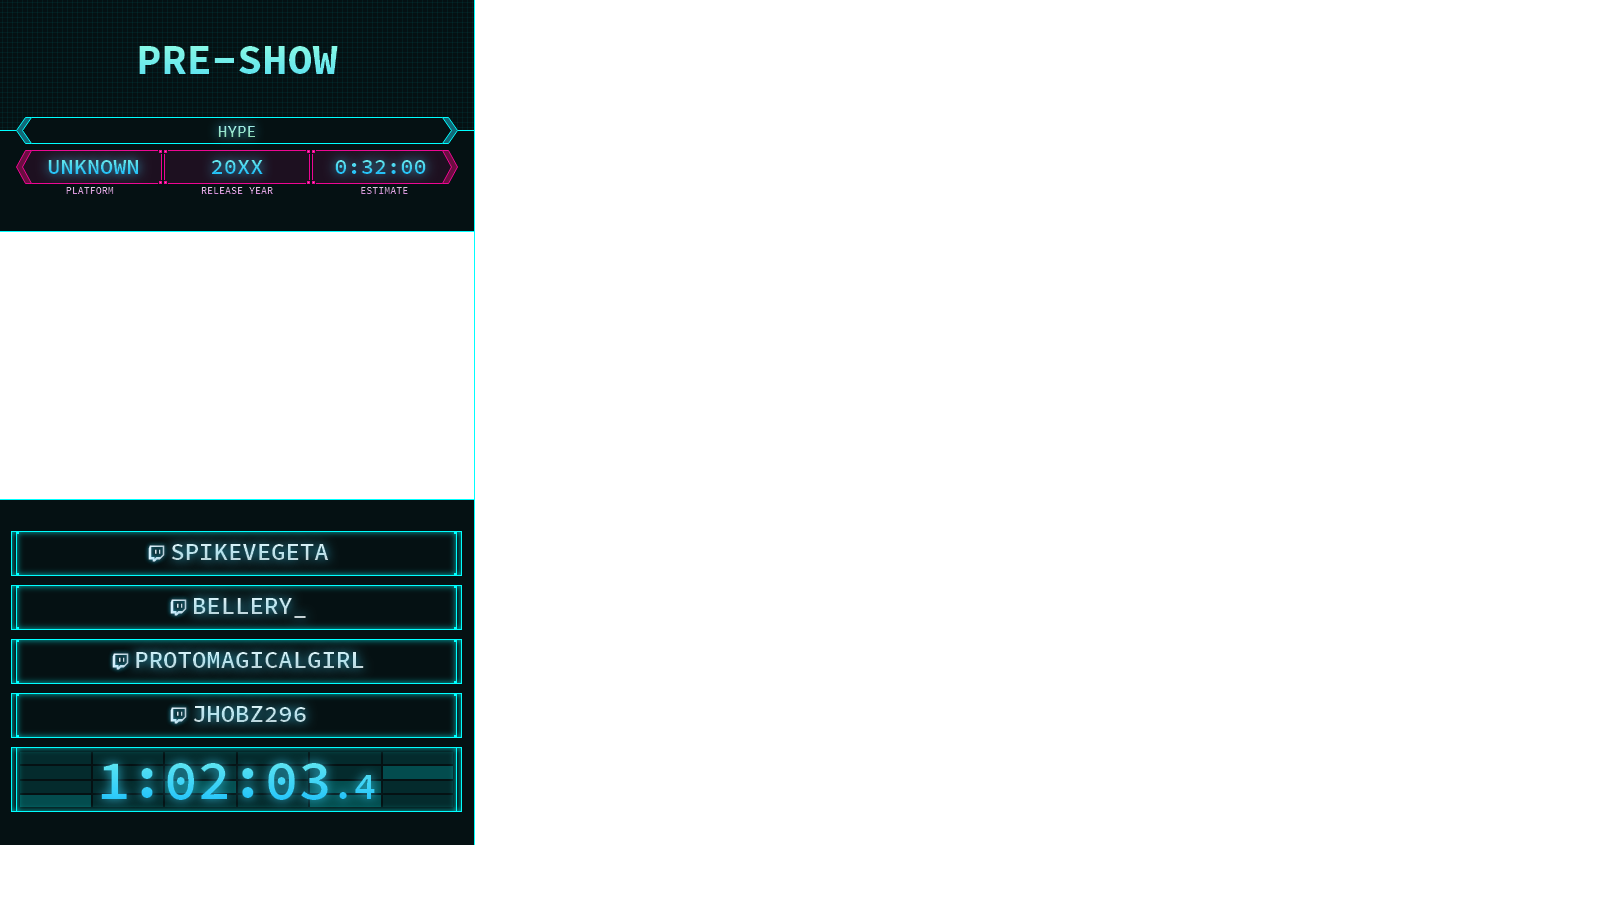 PRE-SHOW
HYPE
UNKNOWN 20XX 0:32:00
PLATFORM RELEASE YEAR ESTIMATE
SPIKEVEGETA
BELLERY_
PROTOMAGICALGIRL
JHOBZ296
1:02:03.4